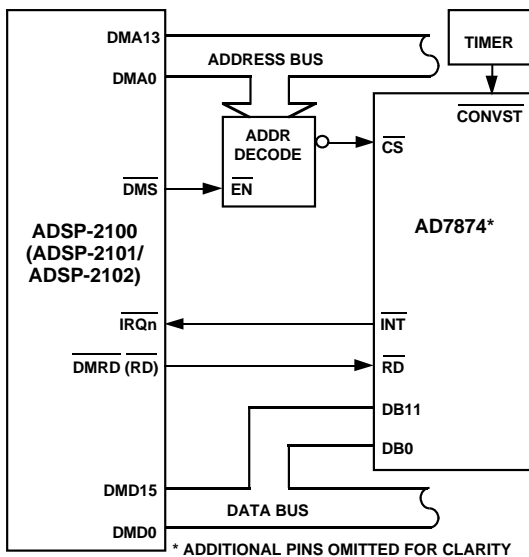 DMA13
ADDRESS BUS
DMA0
TIMER
CONVST
ADDR
DECODE
CS
DMS
EN
ADSP-2100
(ADSP-2101/
ADSP-2102)
AD7874*
IRQn
INT
DMRD (RD)
RD
DB11
DB0
DMD15
DATA BUS
DMD0
* ADDITIONAL PINS OMITTED FOR CLARITY